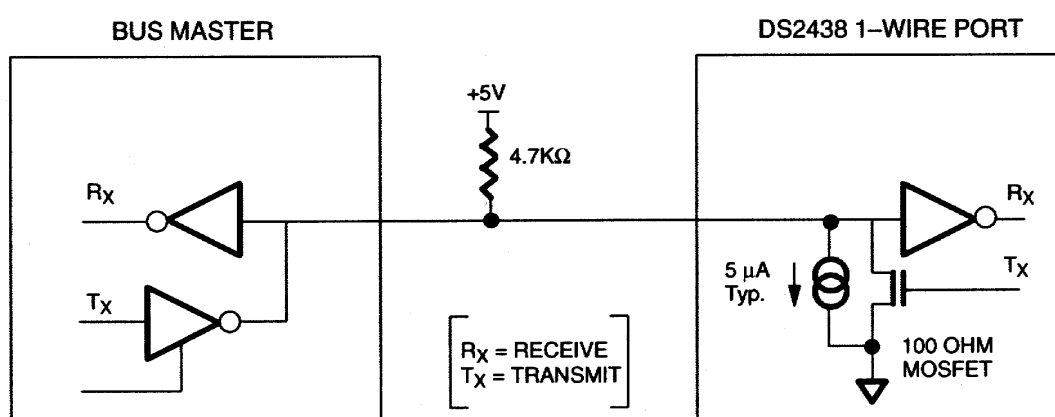 BUS MASTER
DS2438 1–WIRE PORT
+5V
4.7KΩ
RX
TX
RX
TX
5 µA
Typ.
RX = RECEIVE
TX = TRANSMIT
100 OHM
MOSFET